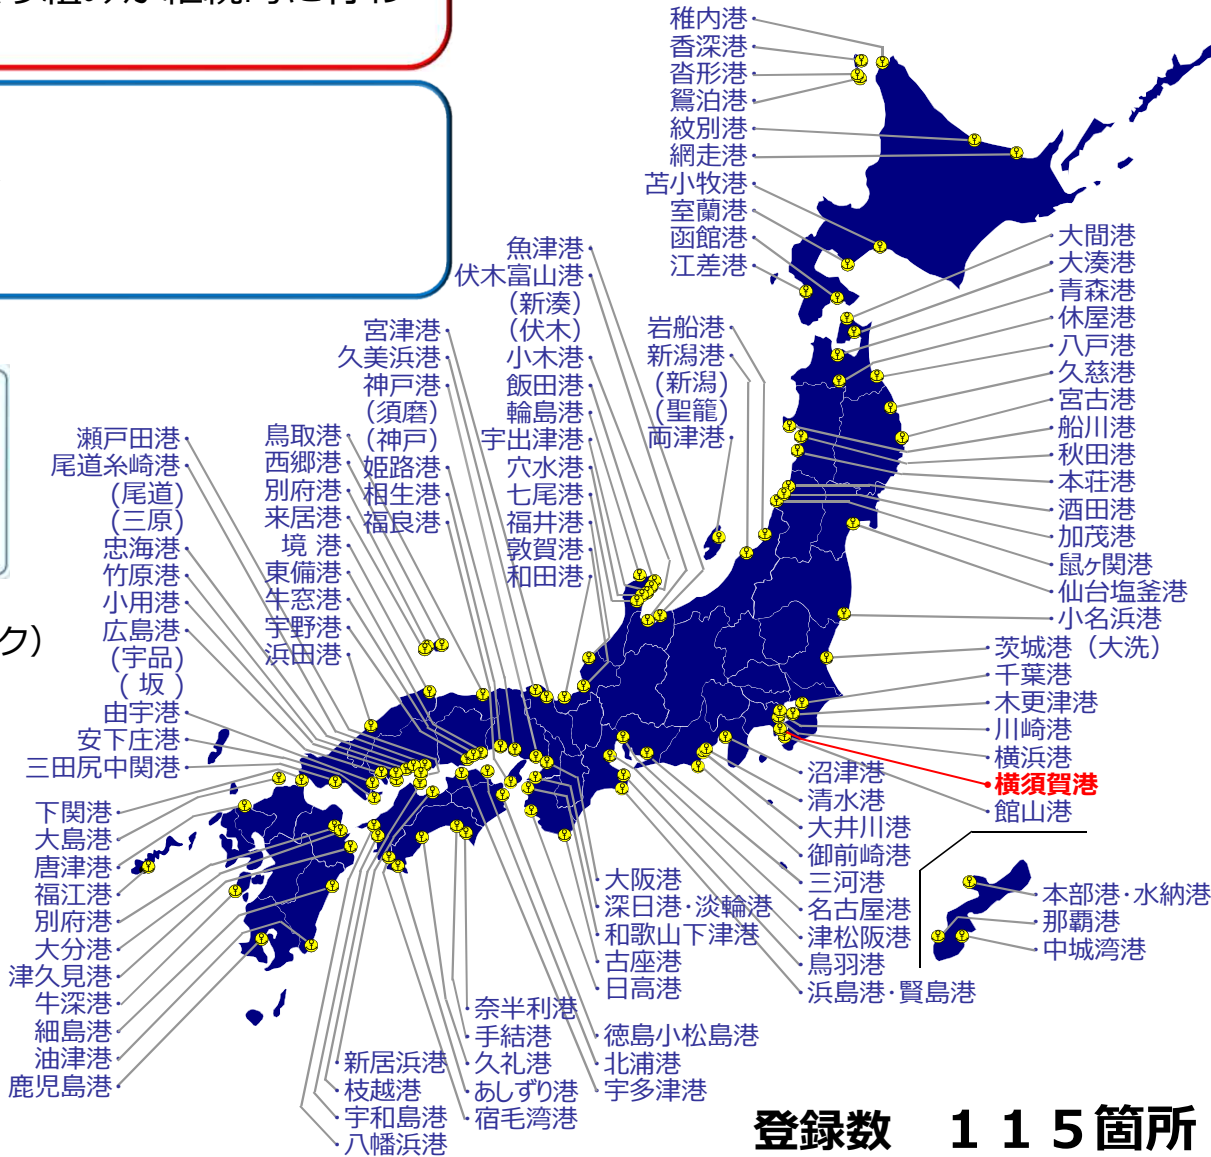 稚内港
香深港
沓形港
鴛泊港
紋別港
網走港
苫小牧港
室蘭港
函館港
江差港
大間港
大湊港
青森港
休屋港
八戸港
久慈港
宮古港
船川港
秋田港
本荘港
酒田港
加茂港
鼠ヶ関港
仙台塩釜港
小名浜港
茨城港（大洗）
千葉港
木更津港
川崎港
横浜港
横須賀港
館山港
魚津港
伏木富山港
（新湊）
（伏木）
小木港
飯田港
輪島港
宇出津港
穴水港
七尾港
福井港
敦賀港
和田港
岩船港
新潟港
（新潟）
（聖籠）
両津港
宮津港
久美浜港
神戸港
（須磨）
（神戸）
姫路港
相生港
福良港
鳥取港
西郷港
別府港
来居港
境 港
東備港
牛窓港
宇野港
浜田港
瀬戸田港
尾道糸崎港
（尾道）
（三原）
忠海港
竹原港
小用港
広島港
（宇品）
（ 坂 ）
由宇港
安下庄港
三田尻中関港
ク）
下関港
大島港
唐津港
福江港
別府港
大分港
津久見港
牛深港
細島港
油津港
鹿児島港
新居浜港
枝越港
宇和島港
八幡浜港
奈半利港
手結港
久礼港
あしずり港
宿毛湾港
徳島小松島港
北浦港
宇多津港
大阪港
深日港・淡輪港
和歌山下津港
古座港
日高港
沼津港
清水港
大井川港
御前崎港
三河港
名古屋港
津松阪港
鳥羽港
浜島港・賢島港
本部港・水納港
那覇港
中城湾港
登録数　１１５箇所